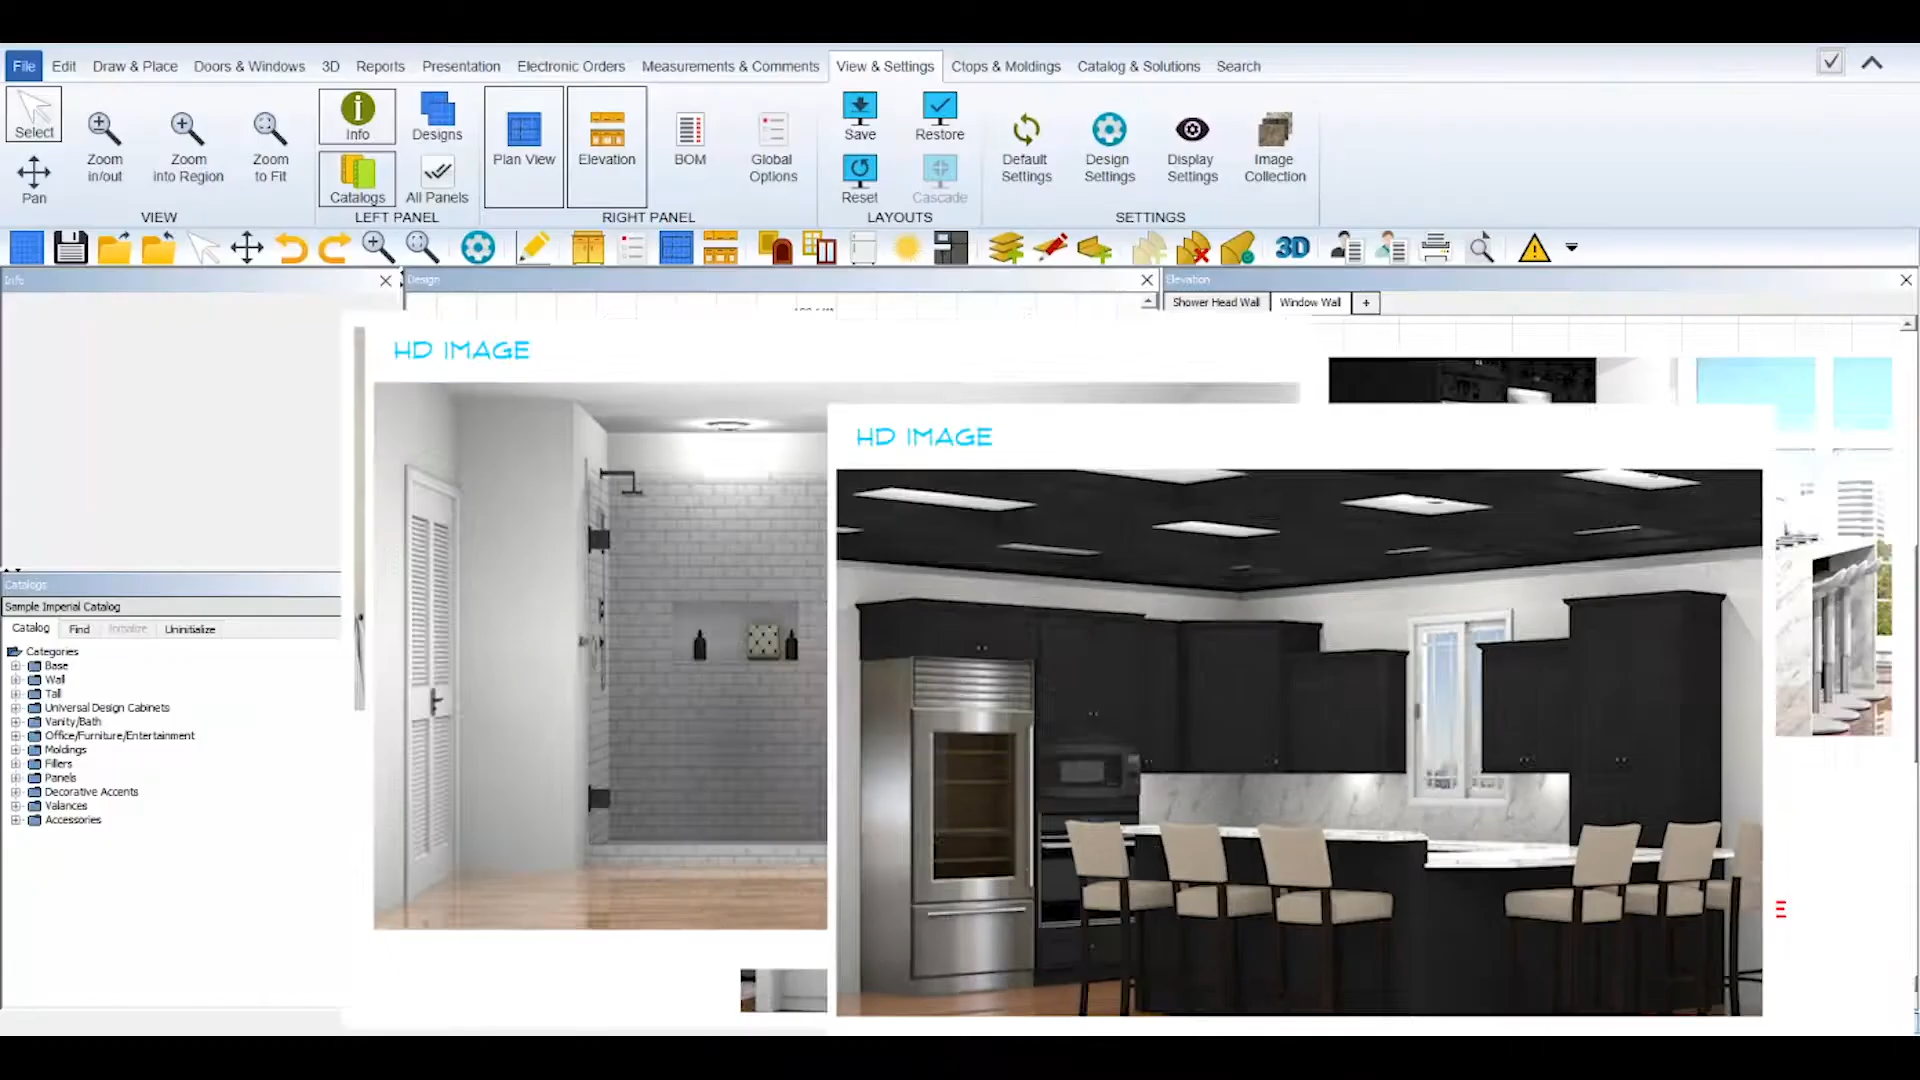 File Edit Draw & Place Doors & Windows 3D Reports Presentation Electronic Orders Measurements & Comments View & Settings Ctops & Moldings Catalog & Solutions Search
Select
Pan
Zoom
in/out
Zoom
into Region
Zoom
to Fit
VIEW
Info
Designs
Catalogs
All Panels
LEFT PANEL
Plan View
Elevation
BOM
Global
Options
RIGHT PANEL
Save
Restore
Reset
Cascade
LAYOUTS
Default
Settings
Design
Settings
Display
Settings
Image
Collection
SETTINGS
3D
Info
Design
Elevation
Shower Head Wall Window Wall +
HD IMAGE
HD IMAGE
Catalogs
Sample Imperial Catalog
Catalog Find Initialize Uninitialize
Categories
Base
Wall
Tall
Universal Design Cabinets
Vanity/Bath
Office/Furniture/Entertainment
Moldings
Fillers
Panels
Decorative Accents
Valances
Accessories